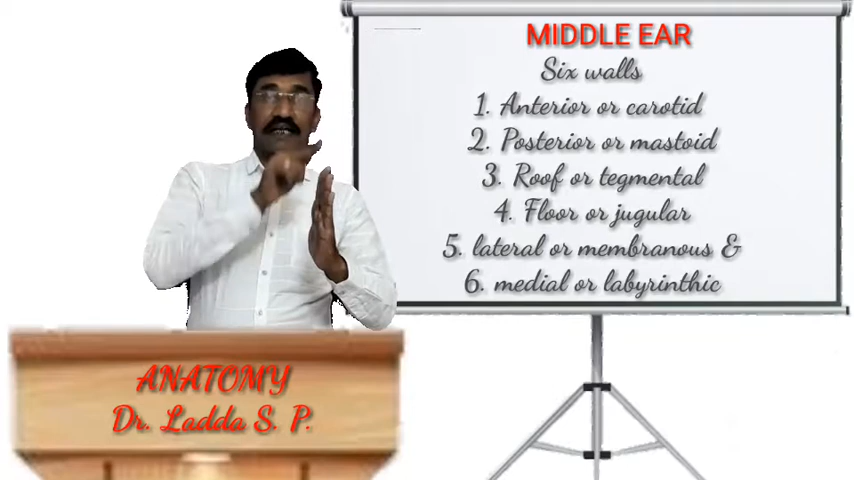 MIDDLE EAR
Six walls
1. Anterior or carotid
2. Posterior or mastoid
3. Roof or tegmental
4. Floor or jugular
5. lateral or membranous &
6. medial or labyrinthic
ANATOMY
Dr. Ladda S. P.